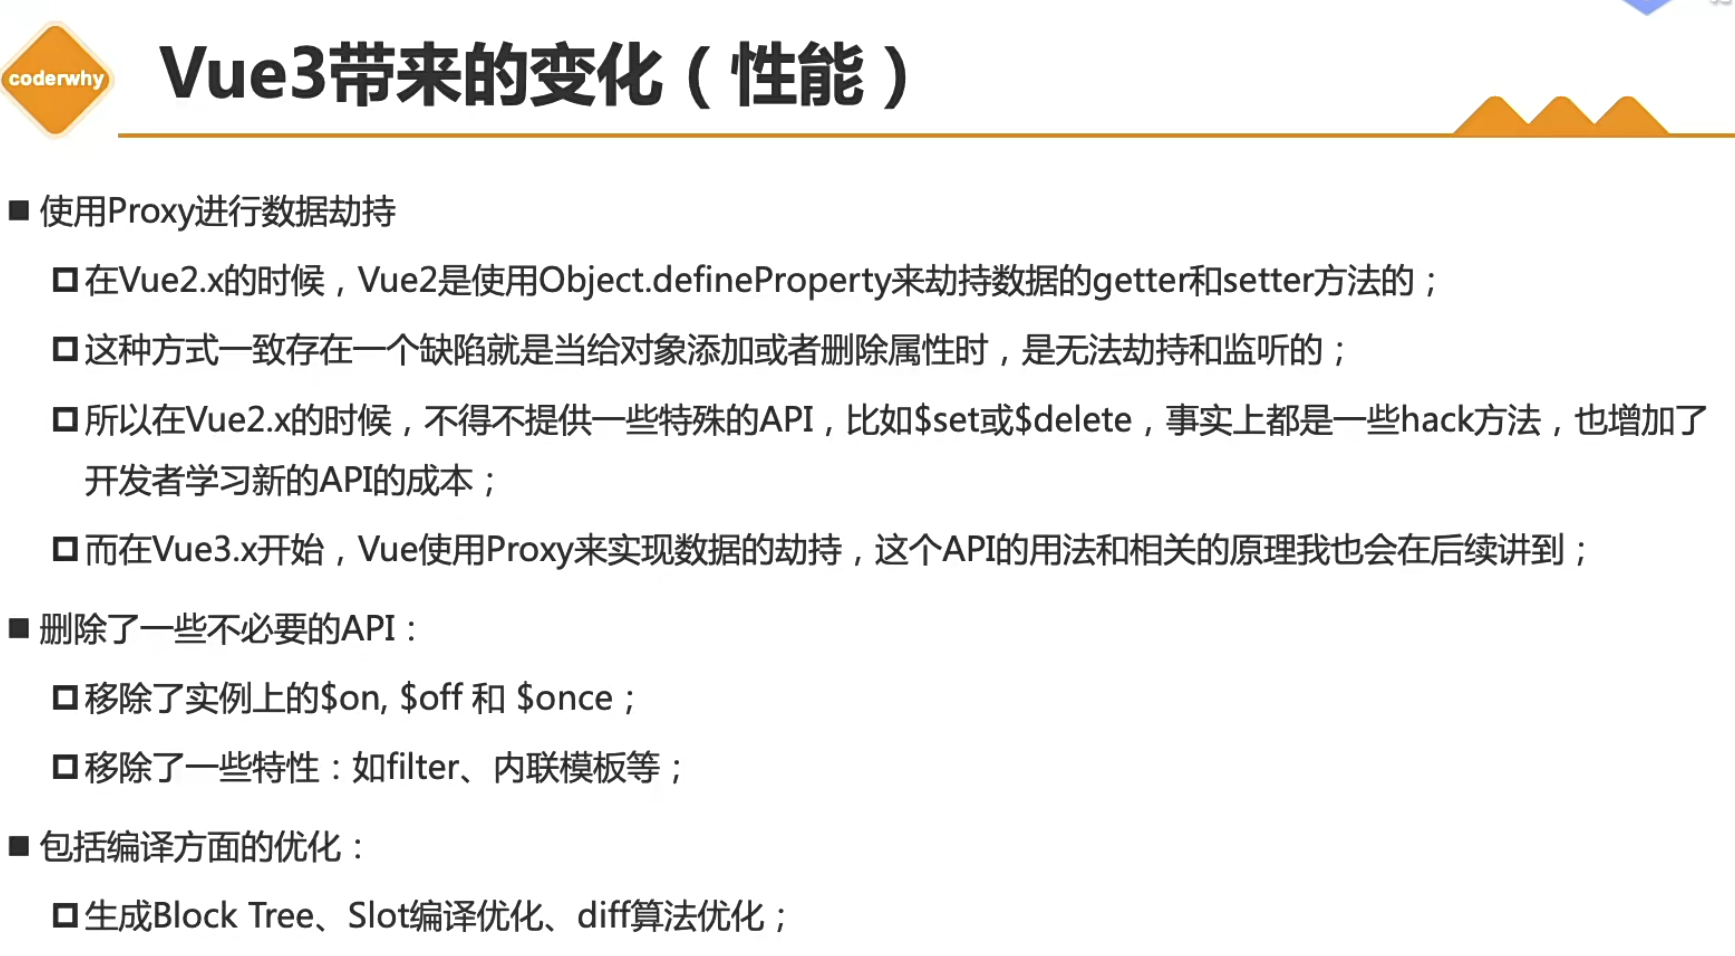 coderwhy
Vue3带来的变化（性能）
使用Proxy进行数据劫持
在Vue2.x的时候，Vue2是使用Object.defineProperty来劫持数据的getter和setter方法的；
这种方式一致存在一个缺陷就是当给对象添加或者删除属性时，是无法劫持和监听的；
所以在Vue2.x的时候，不得不提供一些特殊的API，比如$set或$delete，事实上都是一些hack方法，也增加了
开发者学习新的API的成本；
而在Vue3.x开始，Vue使用Proxy来实现数据的劫持，这个API的用法和相关的原理我也会在后续讲到；
删除了一些不必要的API：
移除了实例上的$on, $off 和 $once；
移除了一些特性：如filter、内联模板等；
包括编译方面的优化：
生成Block Tree、Slot编译优化、diff算法优化；